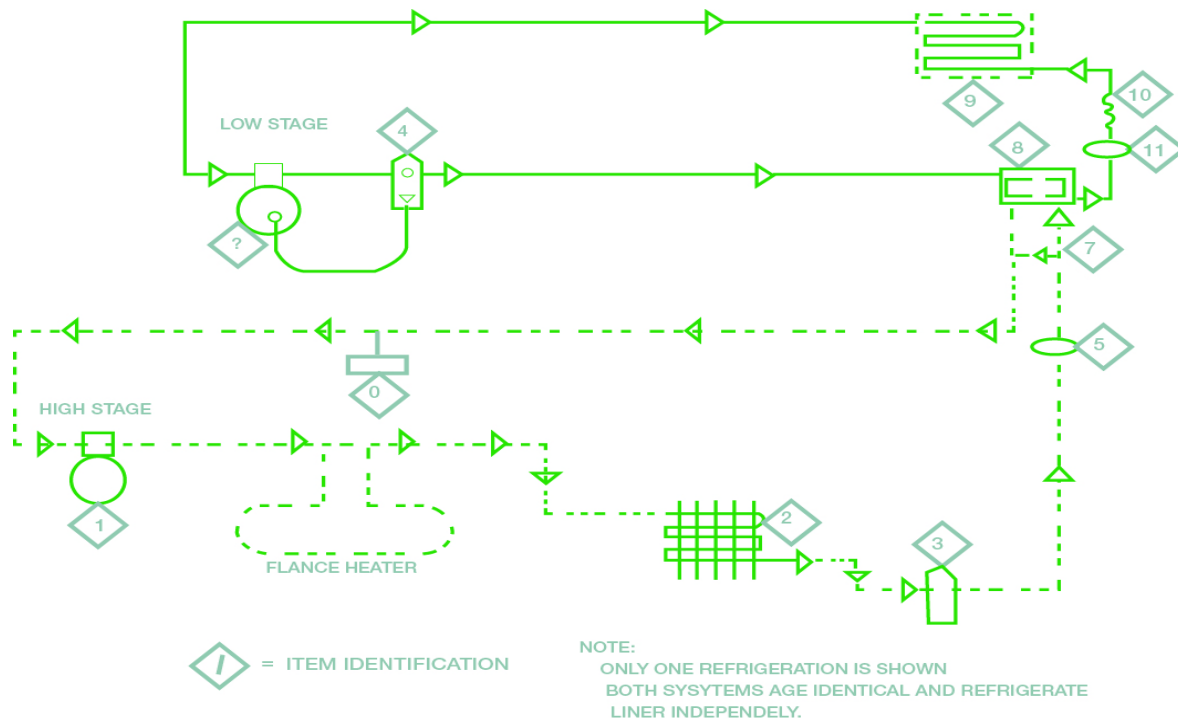 9
10
LOW STAGE
4
8
11
?
7
5
0
HIGH STAGE
1
2
3
FLANCE HEATER
I = ITEM IDENTIFICATION
NOTE:
ONLY ONE REFRIGERATION IS SHOWN
BOTH SYSYTEMS AGE IDENTICAL AND REFRIGERATE
LINER INDEPENDELY.